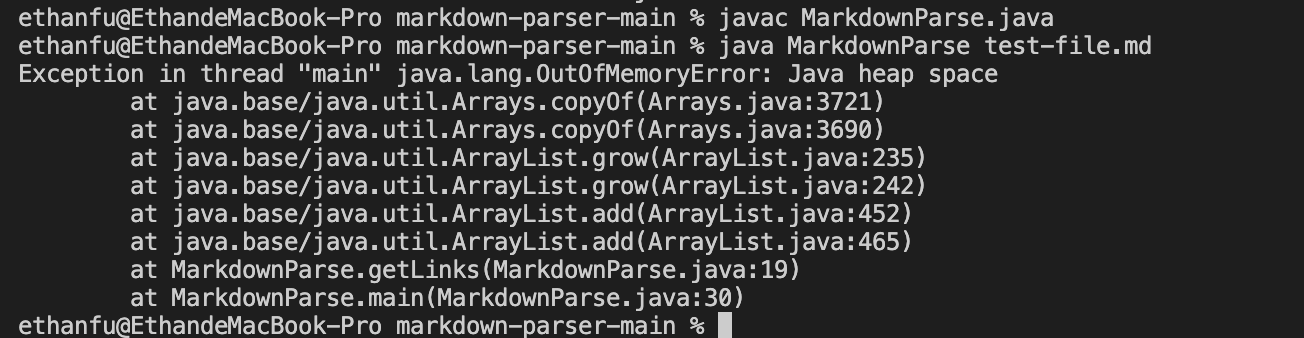 ethanfu@EthandeMacBook-Pro markdown-parser-main % javac MarkdownParse.java
ethanfu@EthandeMacBook-Pro markdown-parser-main % java MarkdownParse test-file.md
Exception in thread "main" java.lang.OutOfMemoryError: Java heap space
        at java.base/java.util.Arrays.copyOf(Arrays.java:3721)
        at java.base/java.util.Arrays.copyOf(Arrays.java:3690)
        at java.base/java.util.ArrayList.grow(ArrayList.java:235)
        at java.base/java.util.ArrayList.grow(ArrayList.java:242)
        at java.base/java.util.ArrayList.add(ArrayList.java:452)
        at java.base/java.util.ArrayList.add(ArrayList.java:465)
        at MarkdownParse.getLinks(MarkdownParse.java:19)
        at MarkdownParse.main(MarkdownParse.java:30)
ethanfu@EthandeMacBook-Pro markdown-parser-main %